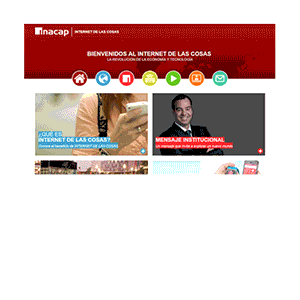 inacap | INTERNET DE LAS COSAS
BIENVENIDOS AL INTERNET DE LAS COSAS
LA REVOLUCIÓN DE LA ECONOMÍA Y TECNOLOGÍA
¿QUÉ ES
INTERNET DE LAS COSAS?
Conoce el beneficio de INTERNET DE LAS COSAS
MENSAJE INSTITUCIONAL
Un mensaje que invita a explorar un nuevo mundo